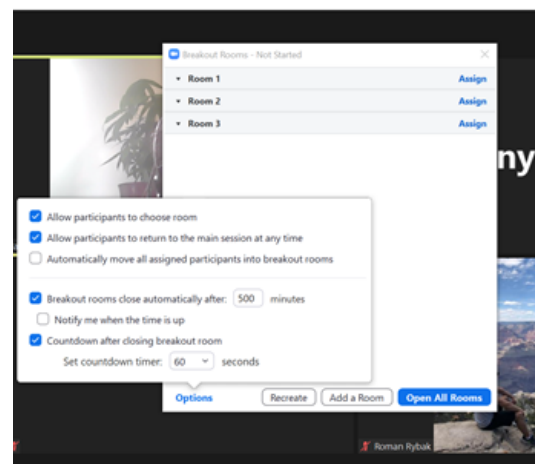 Breakout Rooms - Not Started
Room 1 Assign
Room 2 Assign
Room 3 Assign
ny
Allow participants to choose room
Allow participants to return to the main session at any time
Automatically move all assigned participants into breakout rooms
Breakout rooms close automatically after: 500 minutes
Notify me when the time is up
Countdown after closing breakout room
Set countdown timer: 60 seconds
Options Recreate Add a Room Open All Rooms
Roman Rybak